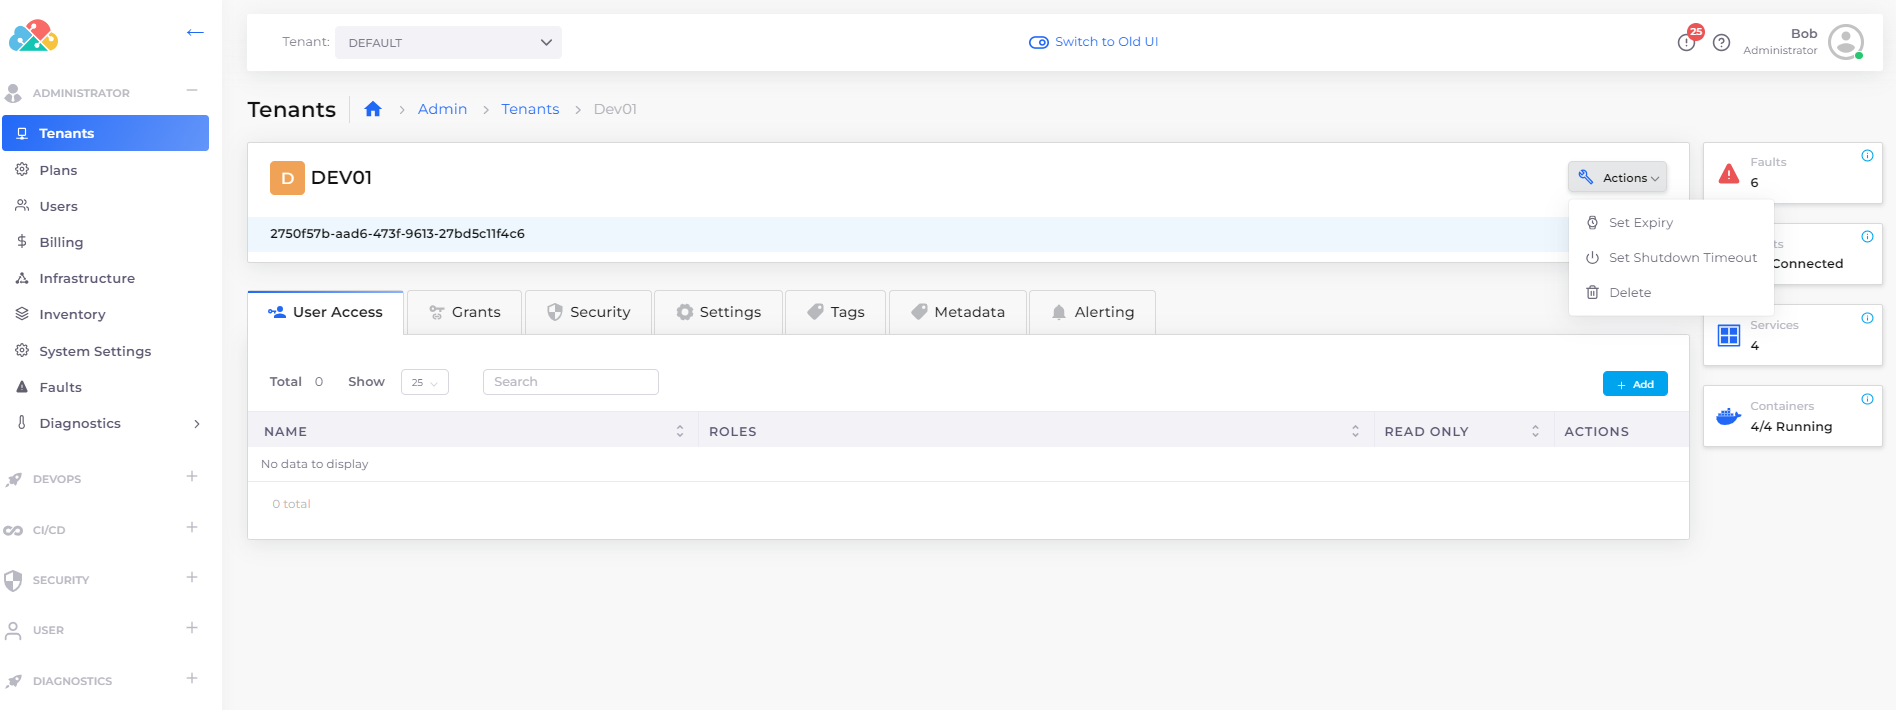 Tenant:
DEFAULT
Switch to Old UI
25
Bob
Administrator
ADMINISTRATOR
Tenants
Plans
Users
Billing
Infrastructure
Inventory
System Settings
Faults
Diagnostics
DEVOPS
CI/CD
SECURITY
USER
DIAGNOSTICS
Tenants
Admin
Tenants
Dev01
D
DEV01
Actions
2750f57b-aad6-473f-9613-27bd5c11f4c6
Set Expiry
Set Shutdown Timeout
Delete
Faults
6
Connected
Services
4
Containers
4/4 Running
User Access
Grants
Security
Settings
Tags
Metadata
Alerting
Total 0 Show 25 Search
Add
NAME ROLES READ ONLY ACTIONS
No data to display
0 total